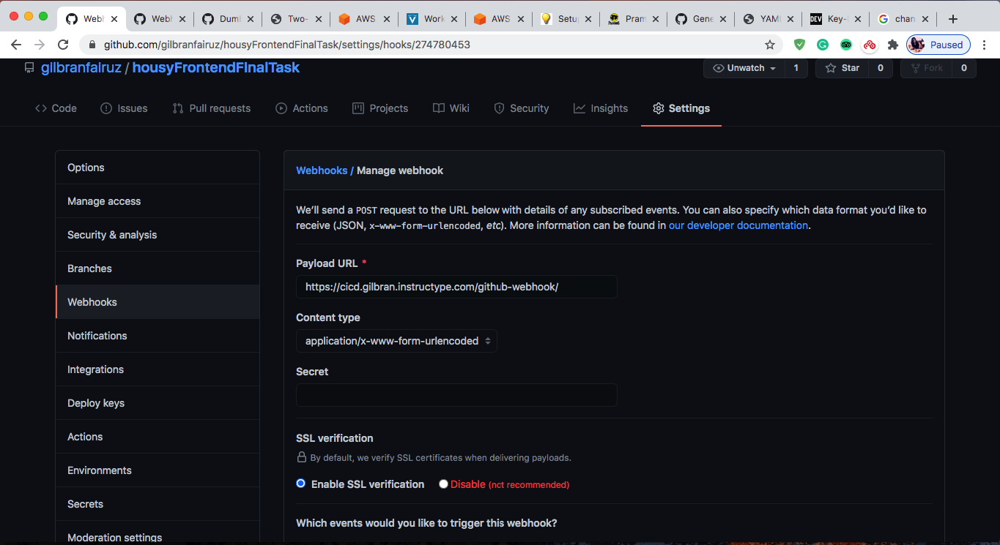 Webh
Webh
Dumb
Two-
AWS
Work
AWS
Setu
Pram
Gene
YAML
DEV
Key-
chan
github.com/gilbranfairuz/housyFrontendFinalTask/settings/hooks/274780453
Paused
gilbranfairuz / housyFrontendFinalTask
Unwatch 1
Star 0
Fork 0
Code
Issues
Pull requests
Actions
Projects
Wiki
Security
Insights
Settings
Options
Manage access
Security & analysis
Branches
Webhooks
Notifications
Integrations
Deploy keys
Actions
Environments
Secrets
Moderation settings
Webhooks / Manage webhook
We’ll send a POST request to the URL below with details of any subscribed events. You can also specify which data format you’d like to
receive (JSON, x-www-form-urlencoded, etc). More information can be found in our developer documentation.
Payload URL *
https://cicd.gilbran.instructype.com/github-webhook/
Content type
application/x-www-form-urlencoded
Secret
SSL verification
By default, we verify SSL certificates when delivering payloads.
Enable SSL verification
Disable (not recommended)
Which events would you like to trigger this webhook?